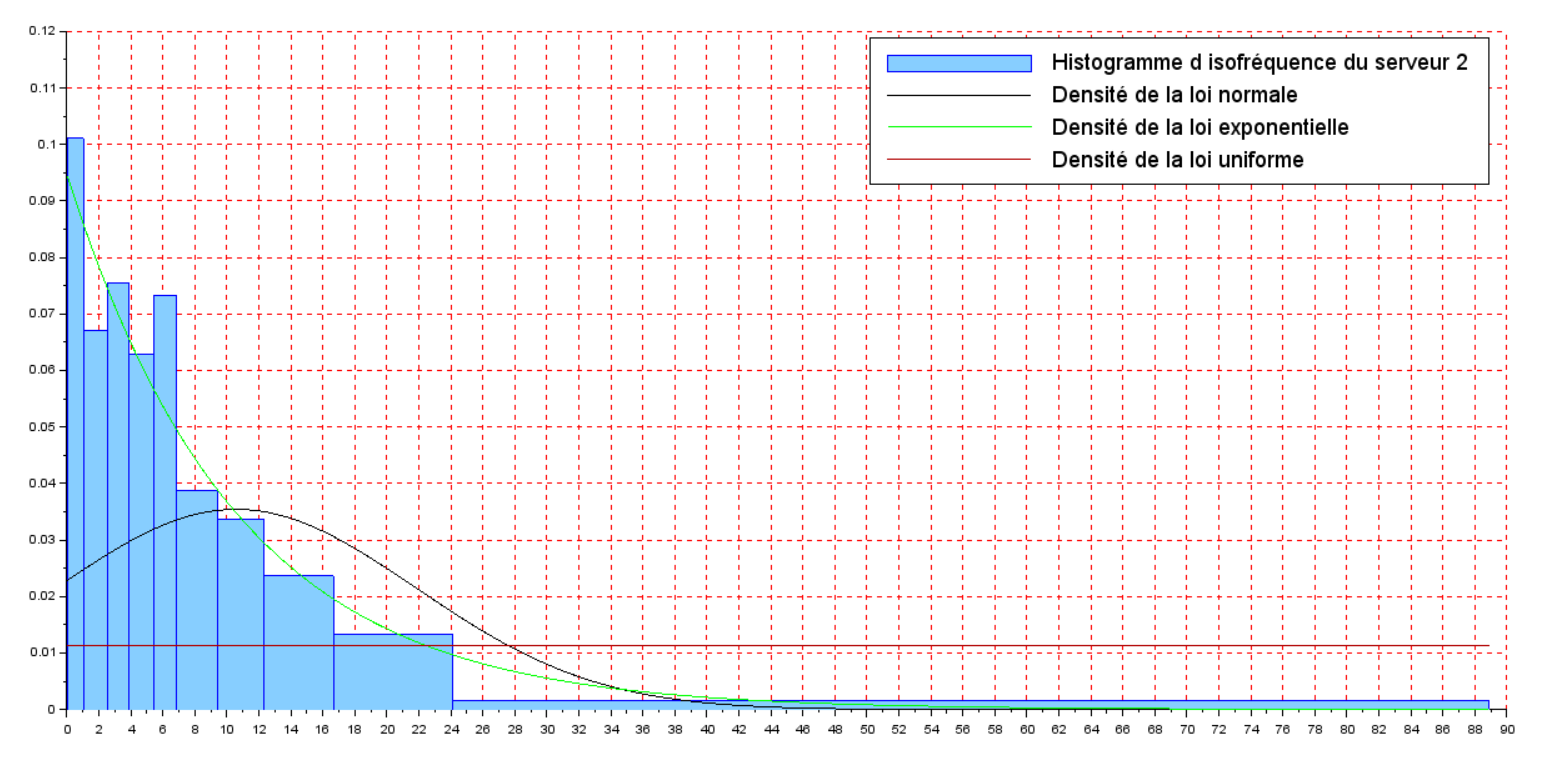 0.12
0.11
0.1
0.09
0.08
0.07
0.06
0.05
0.04
0.03
0.02
0.01
0
Histogramme d isofréquence du serveur 2
Densité de la loi normale
Densité de la loi exponentielle
Densité de la loi uniforme
0 2 4 6 8 10 12 14 16 18 20 22 24 26 28 30 32 34 36 38 40 42 44 46 48 50 52 54 56 58 60 62 64 66 68 70 72 74 76 78 80 82 84 86 88 90